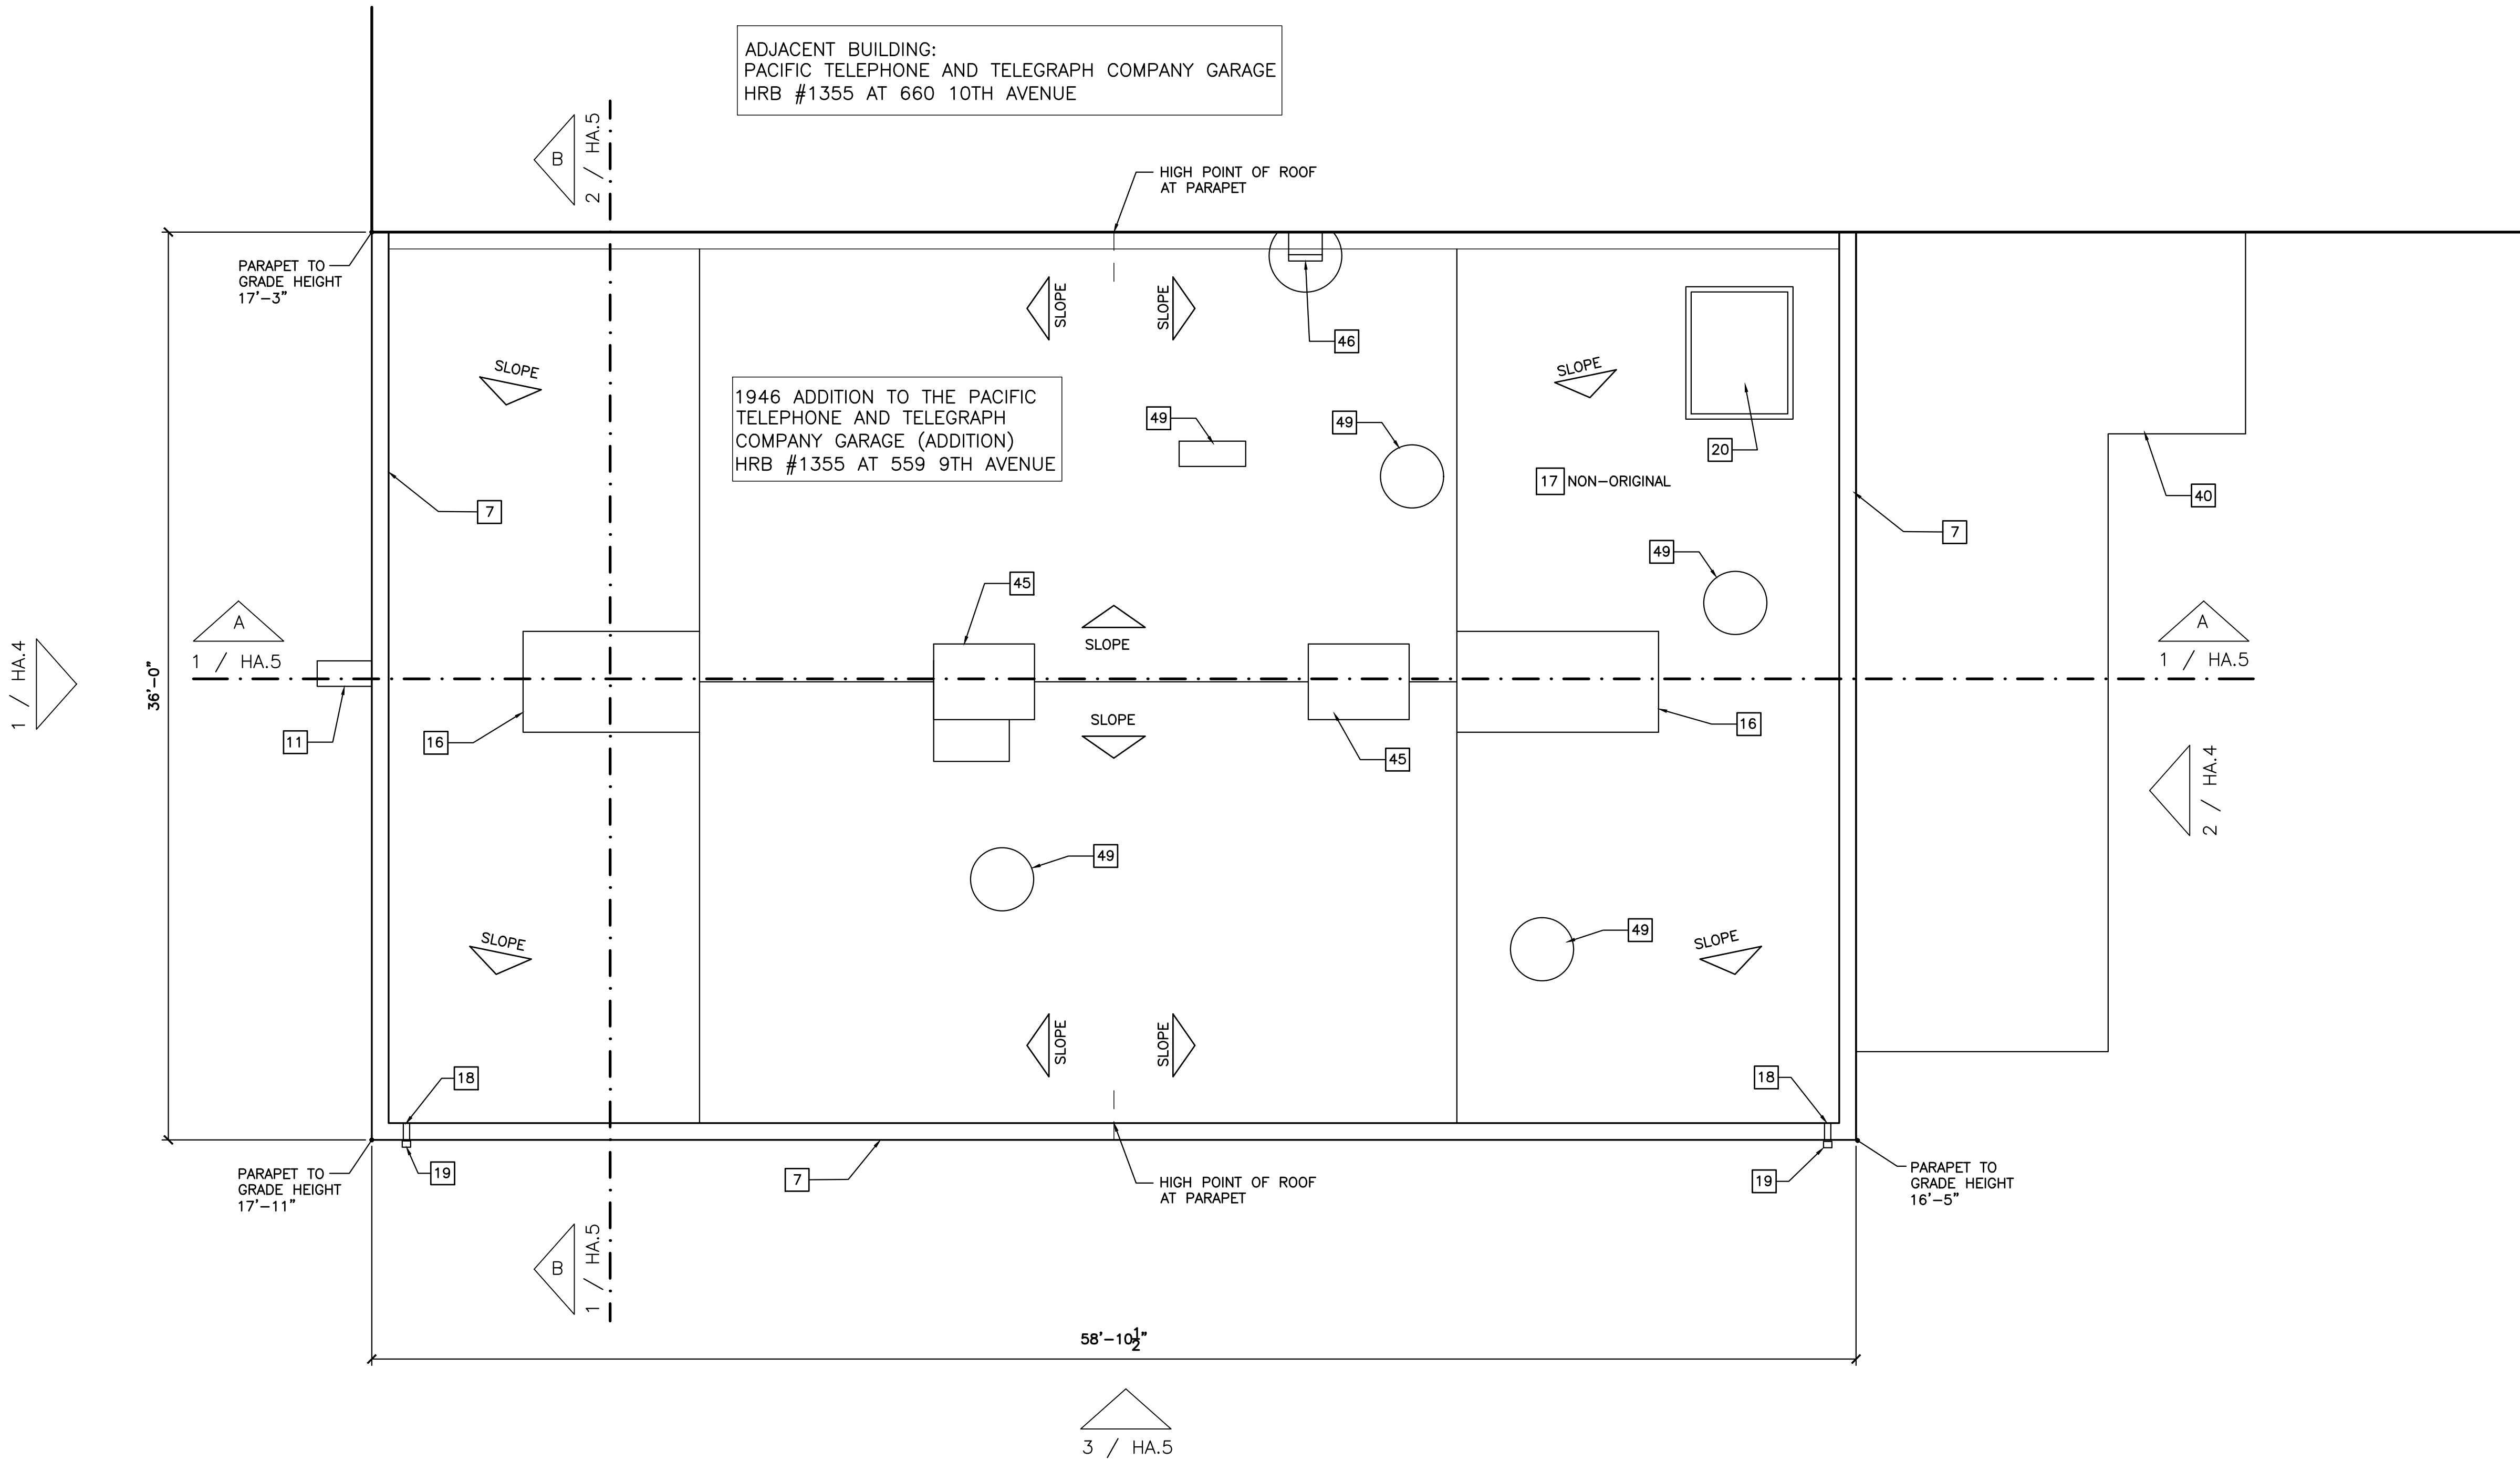 ADJACENT BUILDING:
PACIFIC TELEPHONE AND TELEGRAPH COMPANY GARAGE
HRB #1355 AT 660 10TH AVENUE
B
2 / HA.5
HIGH POINT OF ROOF
AT PARAPET
PARAPET TO
GRADE HEIGHT
17'-3"
SLOPE
SLOPE
46
SLOPE
SLOPE
1946 ADDITION TO THE PACIFIC
TELEPHONE AND TELEGRAPH
COMPANY GARAGE (ADDITION)
HRB #1355 AT 559 9TH AVENUE
49
49
20
17 NON-ORIGINAL
40
7
7
49
45
A
1 / HA.5
A
1 / HA.5
1 / HA.4
36'-0"
SLOPE
SLOPE
11
16
45
16
2 / HA.4
49
49
SLOPE
SLOPE
SLOPE
SLOPE
18
18
19
7
19
PARAPET TO
GRADE HEIGHT
17'-11"
HIGH POINT OF ROOF
AT PARAPET
PARAPET TO
GRADE HEIGHT
16'-5"
B
1 / HA.5
58'-10 1/2"
3 / HA.5